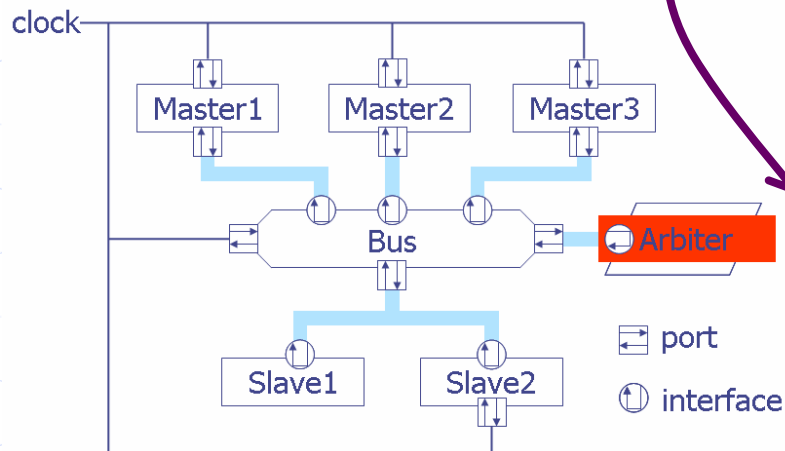 clock
Master1
Master2
Master3
Bus
Arbiter
Slave1
Slave2
port
interface